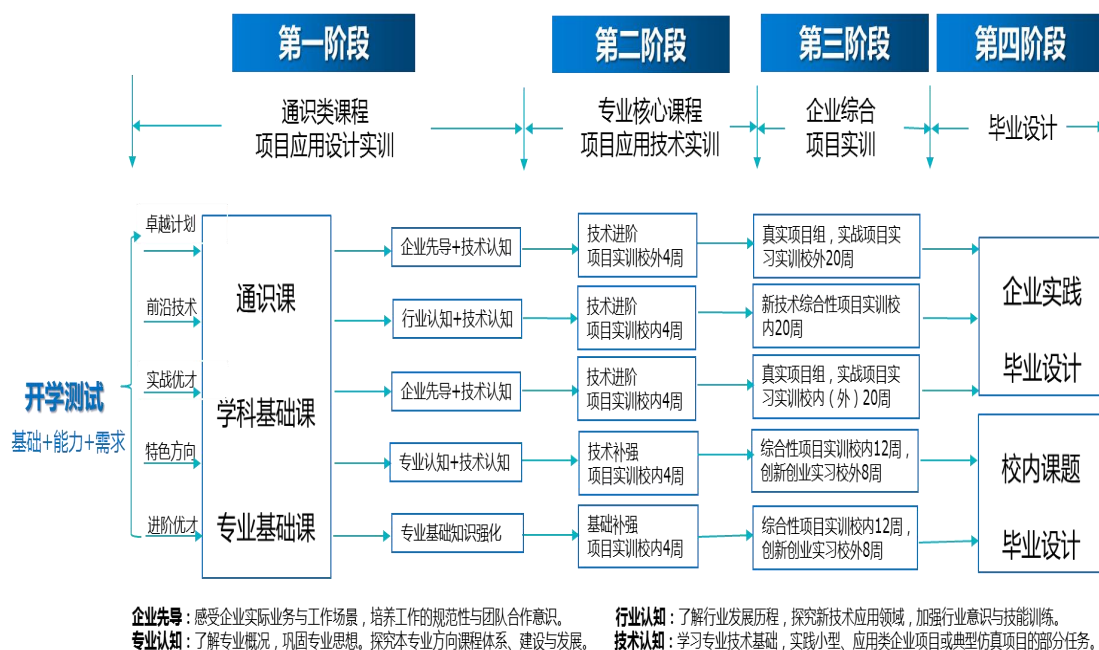 第一阶段
第二阶段
第三阶段
第四阶段
通识类课程
项目应用设计实训
专业核心课程
项目应用技术实训
企业综合
项目实训
毕业设计
开学测试
基础+能力+需求
卓越计划
前沿技术
实战优才
特色方向
进阶优才
通识课
学科基础课
专业基础课
企业先导+技术认知
行业认知+技术认知
企业先导+技术认知
专业认知+技术认知
专业基础知识强化
技术进阶
项目实训校外4周
技术进阶
项目实训校内4周
技术进阶
项目实训校内4周
技术补强
项目实训校内4周
基础补强
项目实训校内4周
真实项目组，实战项目实
习实训校外20周
新技术综合性项目实训校
内20周
真实项目组，实战项目实
习实训校内（外）20周
综合性项目实训校内12周，
创新创业实习校外8周
综合性项目实训校内12周，
创新创业实习校外8周
企业实践
毕业设计
校内课题
毕业设计
企业先导：感受企业实际业务与工作场景，培养工作的规范性与团队合作意识。
行业认知：了解行业发展历程，探究新技术应用领域，加强行业意识与技能训练。
专业认知：了解专业概况，巩固专业思想。探究本专业方向课程体系、建设与发展。
技术认知：学习专业技术基础，实践小型、应用类企业项目或典型仿真项目的部分任务。